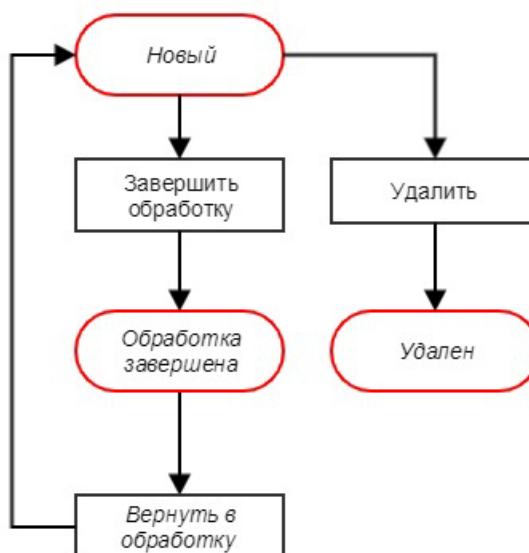 Новый
Завершить
обработку
Удалить
Обработка
завершена
Удален
Вернуть в
обработку